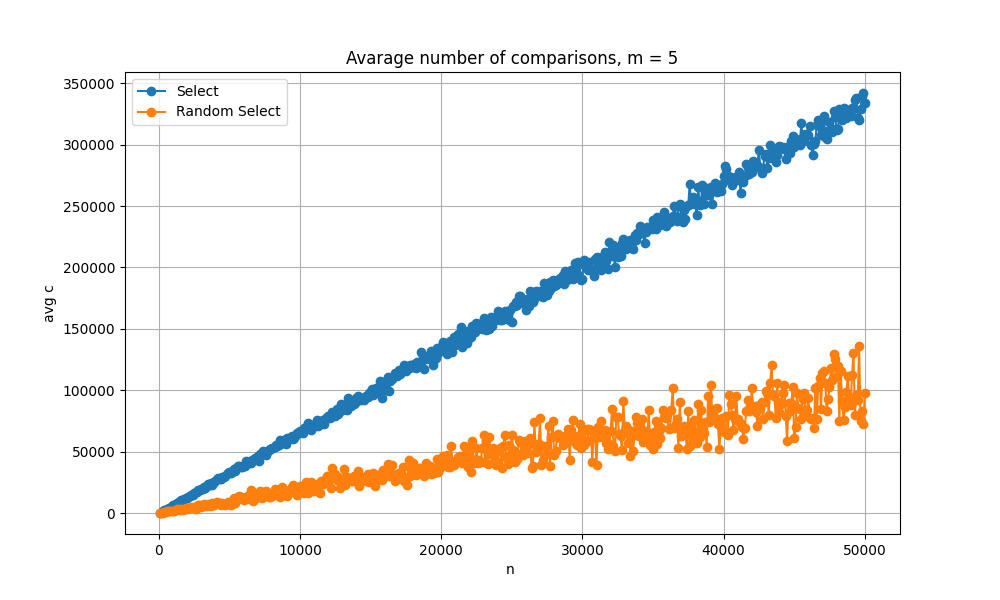 Avarage number of comparisons, m = 5
Select
Random Select
avg c
350000
300000
250000
200000
150000
100000
50000
0
0 10000 20000 30000 40000 50000
n